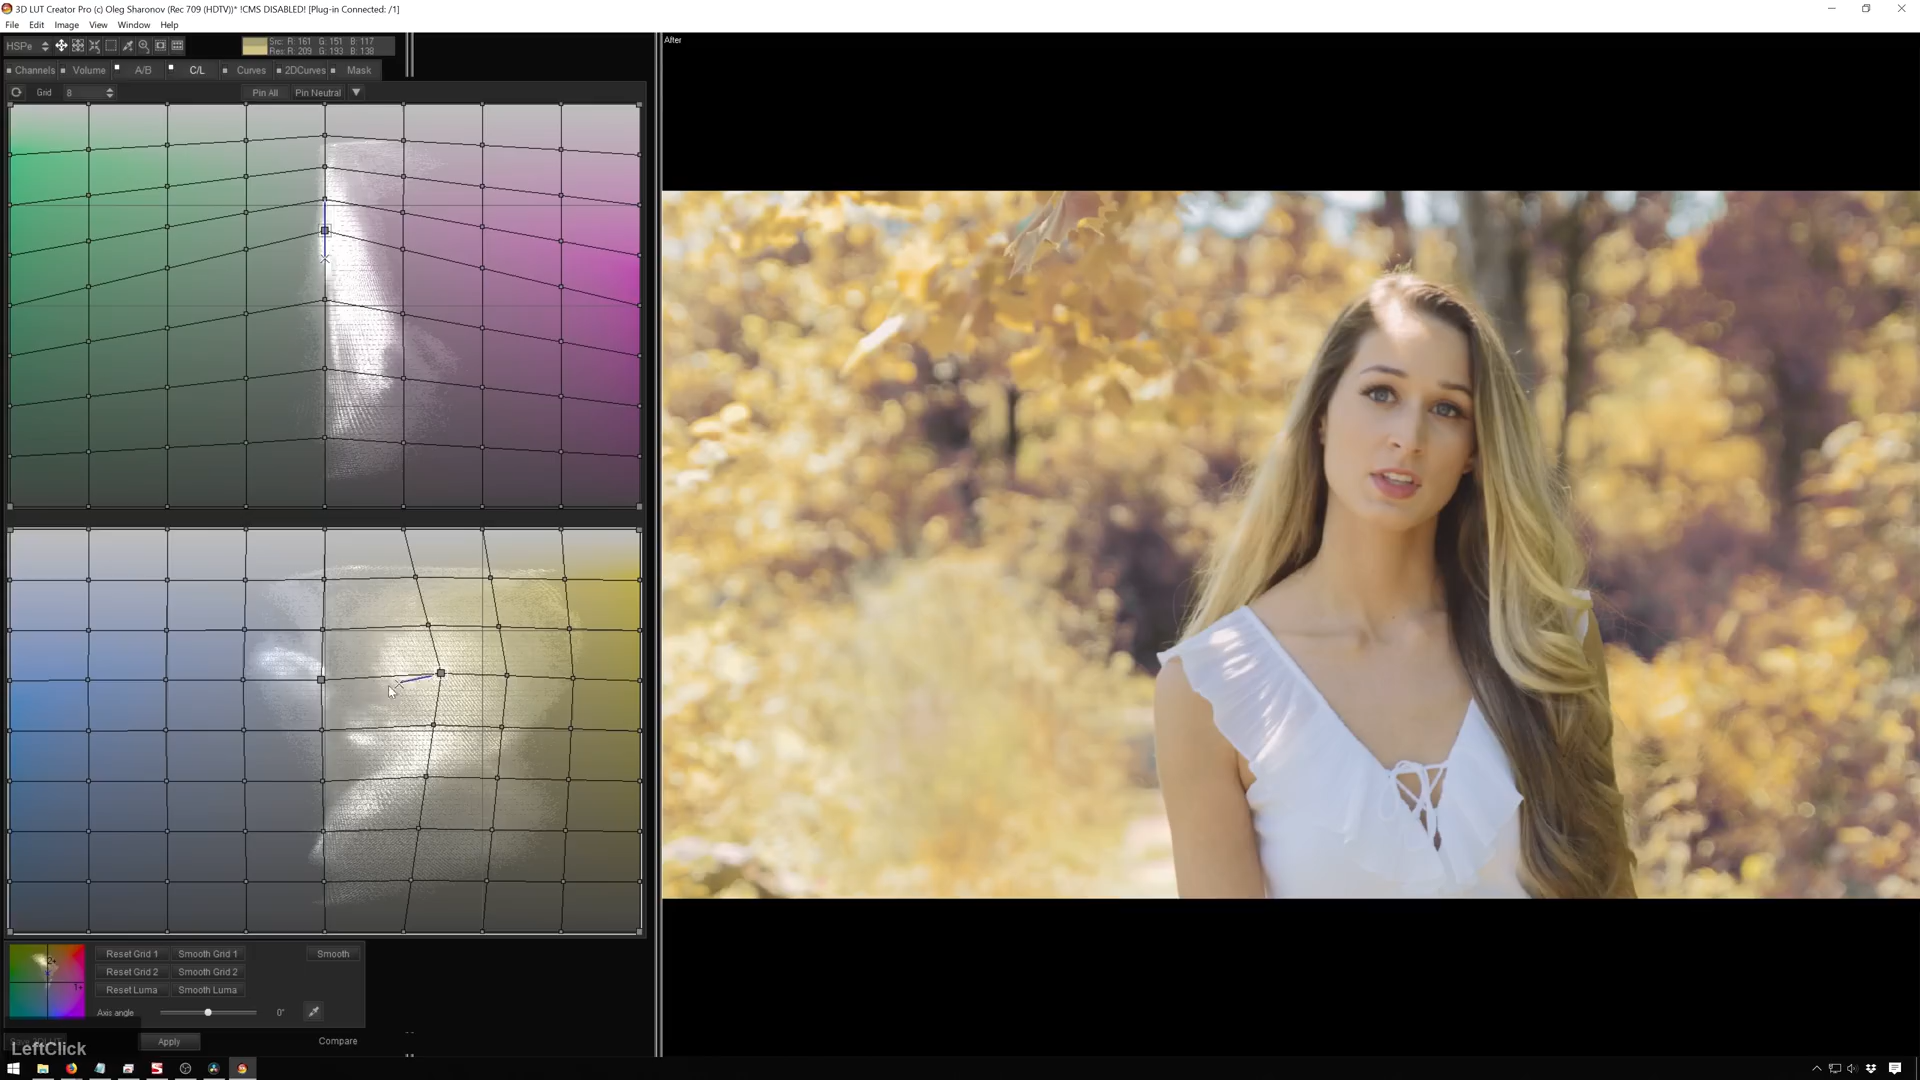 3D LUT Creator Pro (c) Oleg Sharonov (Rec 709 (HDTV))* !CMS DISABLED! [Plug-in Connected: /1]
File Edit Image View Window Help
HSPe
Src: R: 161 G: 151 B: 117
Res: R: 209 G: 193 B: 138
Channels Volume A/B C/L Curves 2DCurves Mask
Grid 8 Pin All Pin Neutral
After
Reset Grid 1 Smooth Grid 1 Smooth
Reset Grid 2 Smooth Grid 2
Reset Luma Smooth Luma
2+
1+
Axis angle 0°
Apply Compare
LeftClick